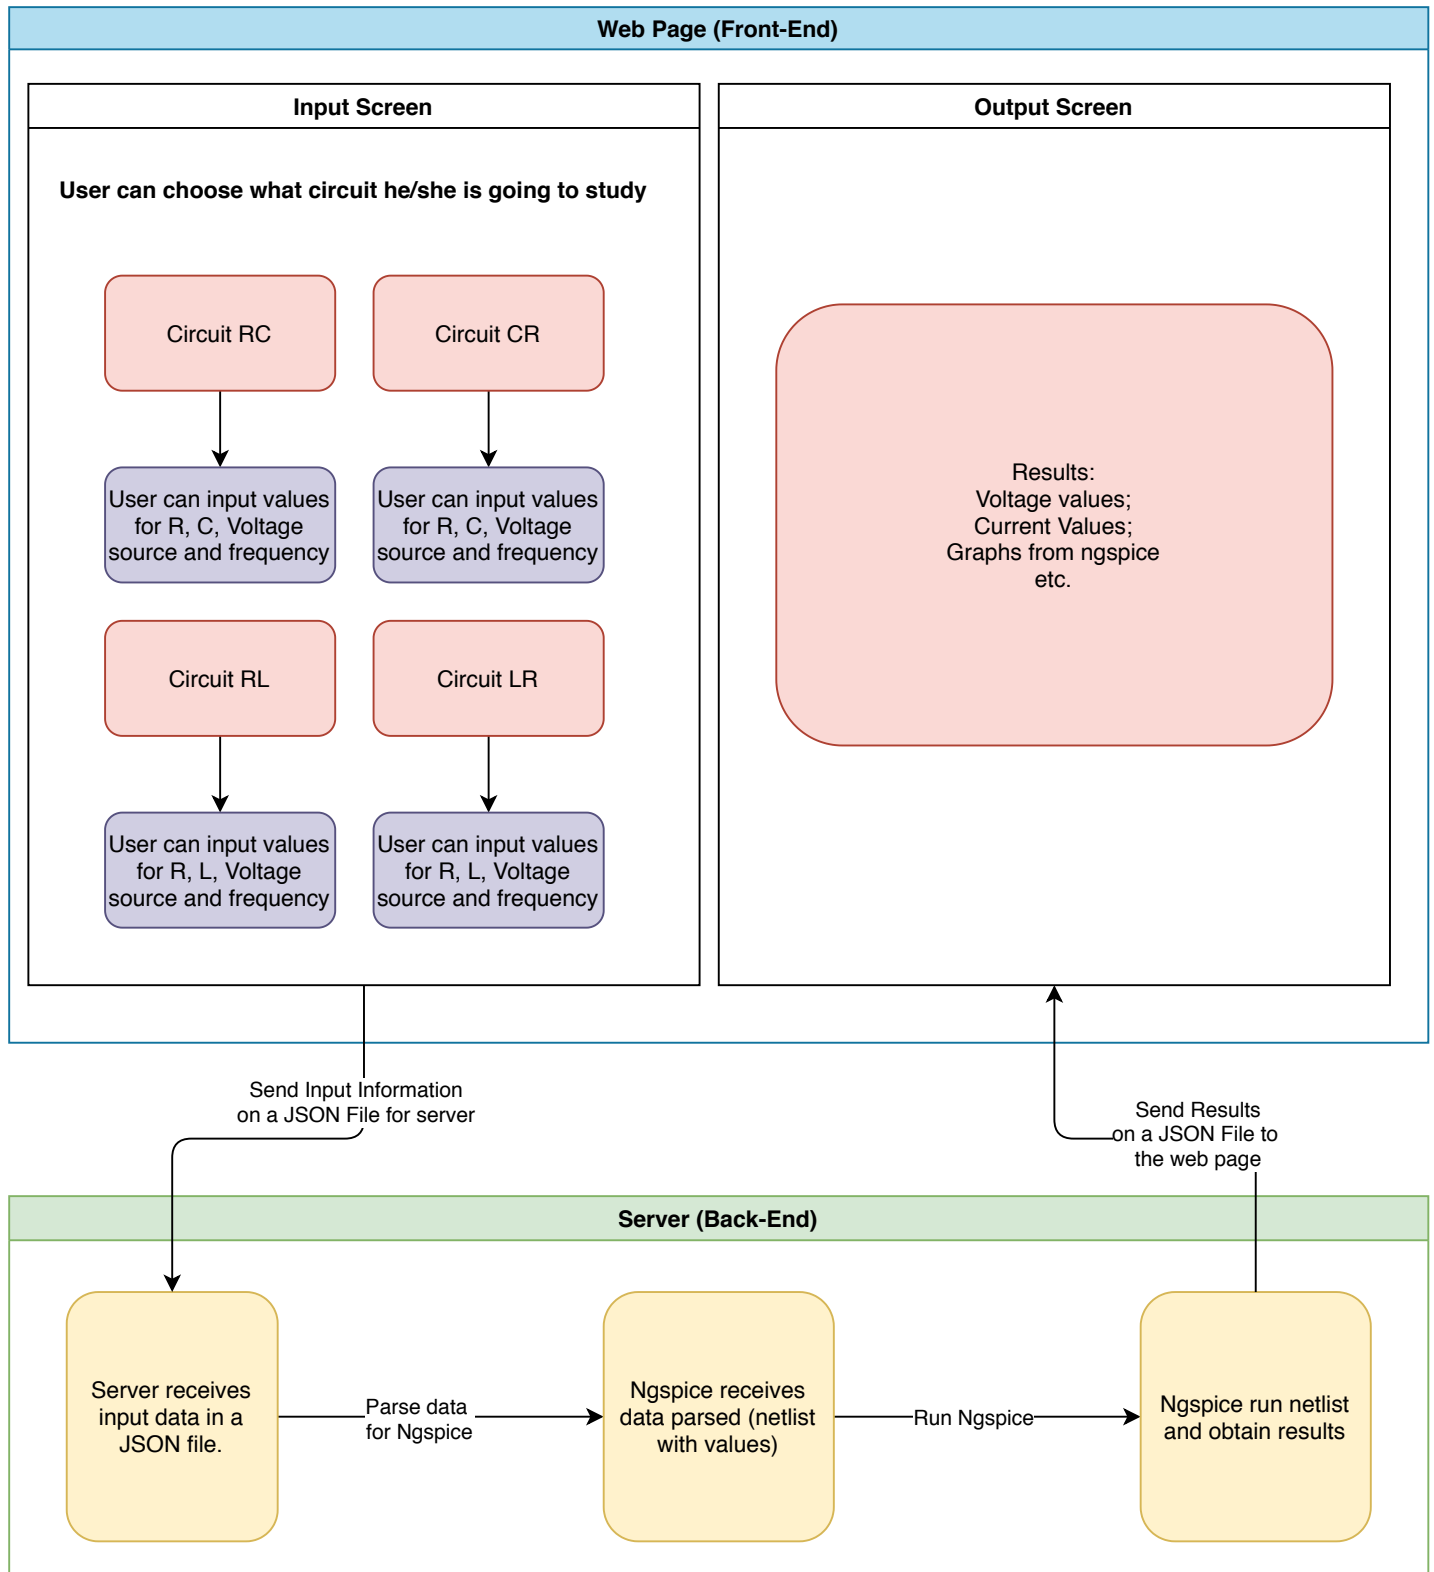 Web Page (Front-End)
Input Screen
User can choose what circuit he/she is going to study
Circuit RC
Circuit CR
User can input values
for R, C, Voltage
source and frequency
User can input values
for R, C, Voltage
source and frequency
Circuit RL
Circuit LR
User can input values
for R, L, Voltage
source and frequency
User can input values
for R, L, Voltage
source and frequency
Output Screen
Results:
Voltage values;
Current Values;
Graphs from ngspice
etc.
Send Input Information
on a JSON File for server
Send Results
on a JSON File to
the web page
Server (Back-End)
Server receives
input data in a
JSON file.
Parse data
for Ngspice
Ngspice receives
data parsed (netlist
with values)
Run Ngspice
Ngspice run netlist
and obtain results